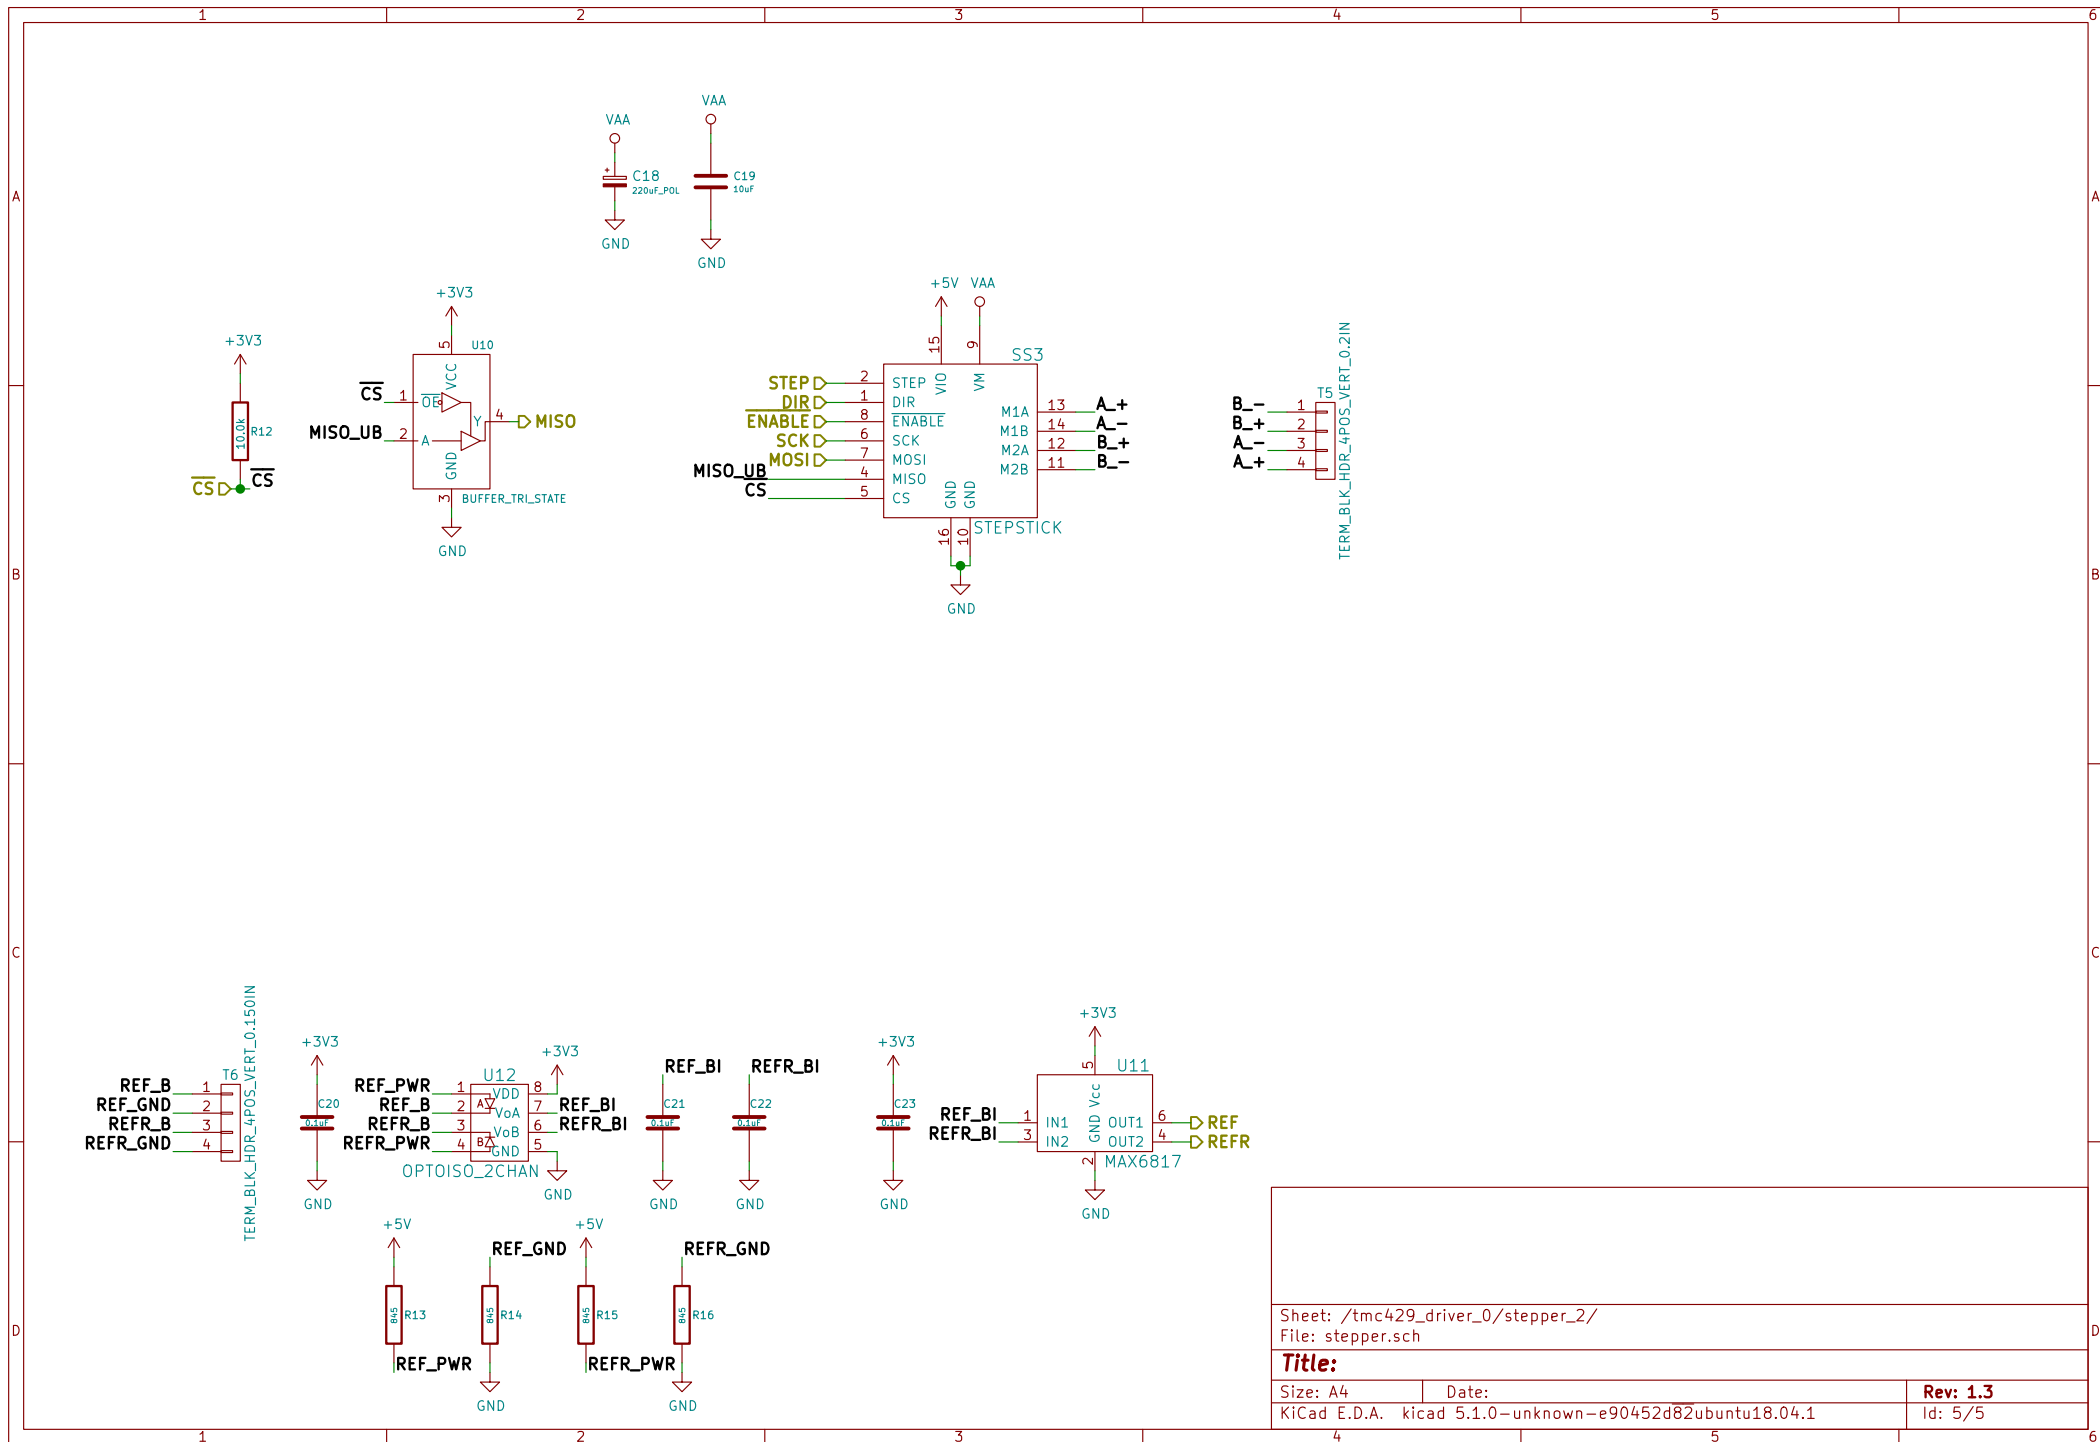 1 2 3 4 5 6
A A
B B
C C
D D
1 2 3 4 5 6
VAA
C18
220uF_POL
GND
VAA
C19
10uF
GND
+3V3
R12
10.0k
CS
CS
+3V3
5
U10
CS
1
OE
VCC
MISO_UB
2
A
Y
4
MISO
GND
3
BUFFER_TRI_STATE
GND
+5V
VAA
15
9
SS3
VIO
VM
STEP 2 STEP
DIR 1 DIR
ENABLE 8 ENABLE
SCK 6 SCK
MOSI 7 MOSI
MISO_UB 4 MISO
CS 5 CS
M1A 13 A_+
M1B 14 A_-
M2A 12 B_+
M2B 11 B_-
GND
GND
16
10
STEPSTICK
GND
T5
B_- 1
B_+ 2
A_- 3
A_+ 4
TERM_BLK_HDR_4POS_VERT_0.2IN
T6
REF_B 1
REF_GND 2
REFR_B 3
REFR_GND 4
TERM_BLK_HDR_4POS_VERT_0.150IN
+3V3
C20
0.1uF
GND
+3V3
U12
REF_PWR 1
REF_B 2
REFR_B 3
REFR_PWR 4
A
B
VDD 8
VoA 7 REF_BI
VoB 6 REFR_BI
GND 5
OPTOISO_2CHAN
GND
REF_BI
C21
0.1uF
GND
REFR_BI
C22
0.1uF
GND
+3V3
C23
0.1uF
GND
+3V3
5
U11
REF_BI 1 IN1
REFR_BI 3 IN2
GND
Vcc
OUT1 6 REF
OUT2 4 REFR
2
MAX6817
GND
+5V
845
R13
REF_PWR
REF_GND
845
R14
GND
+5V
845
R15
REFR_PWR
REFR_GND
845
R16
GND
Sheet: /tmc429_driver_0/stepper_2/
File: stepper.sch
Title:
Size: A4 Date: Rev: 1.3
KiCad E.D.A. kicad 5.1.0-unknown-e90452d82ubuntu18.04.1 Id: 5/5